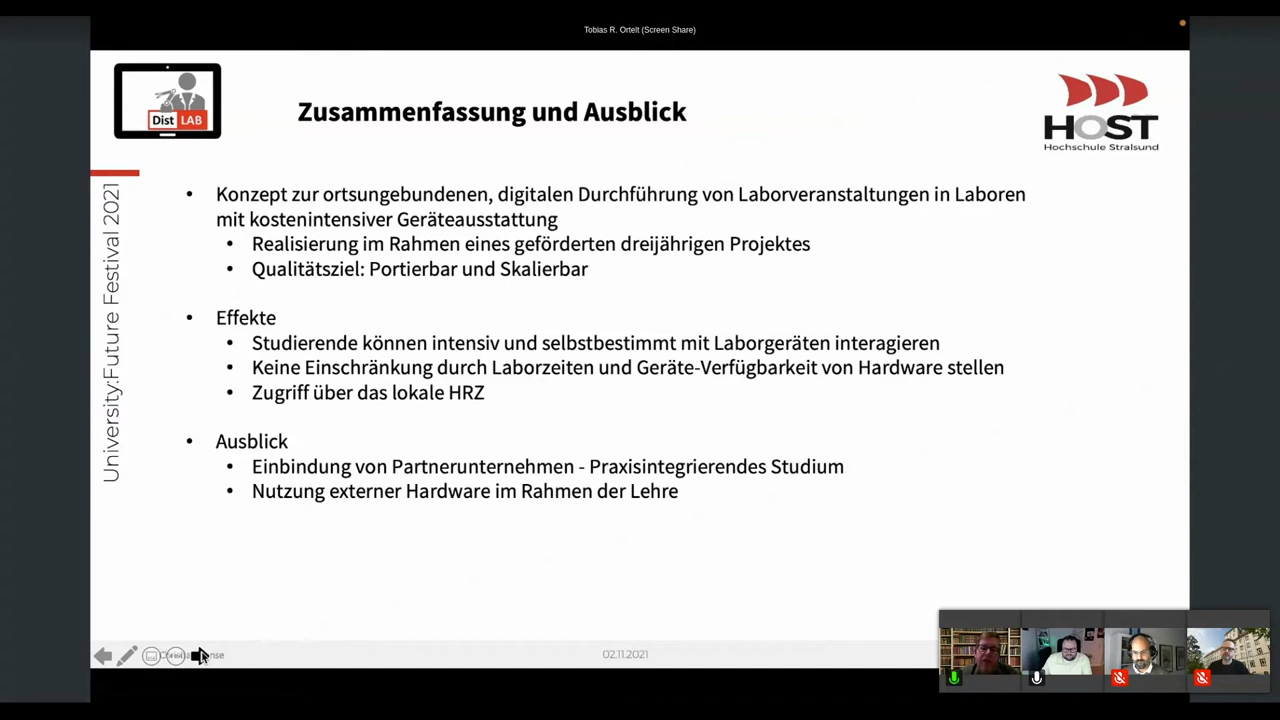 Tobias R. Ortelt (Screen Share)
Dist LAB
Zusammenfassung und Ausblick
HOST
Hochschule Stralsund
University:Future Festival 2021
• Konzept zur ortsungebundenen, digitalen Durchführung von Laborveranstaltungen in Laboren
mit kostenintensiver Geräteausstattung
• Realisierung im Rahmen eines geförderten dreijährigen Projektes
• Qualitätsziel: Portierbar und Skalierbar
• Effekte
• Studierende können intensiv und selbstbestimmt mit Laborgeräten interagieren
• Keine Einschränkung durch Laborzeiten und Geräte-Verfügbarkeit von Hardware stellen
• Zugriff über das lokale HRZ
• Ausblick
• Einbindung von Partnerunternehmen - Praxisintegrierendes Studium
• Nutzung externer Hardware im Rahmen der Lehre
02.11.2021